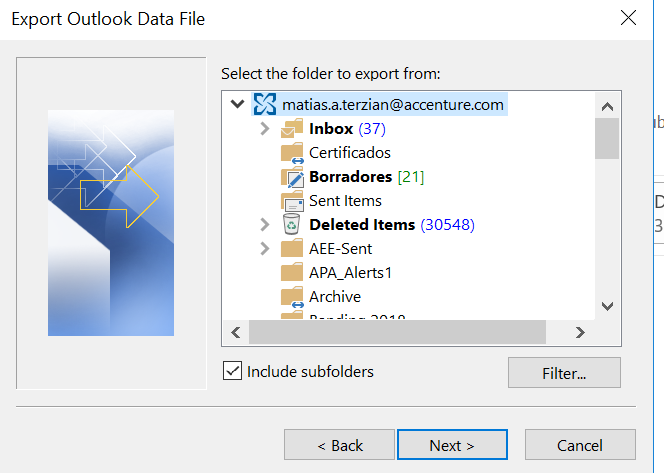 Export Outlook Data File
Select the folder to export from:
matias.a.terzian@accenture.com
Inbox (37)
Certificados
Borradores [21]
Sent Items
Deleted Items (30548)
AEE-Sent
APA_Alerts1
Archive
Include subfolders
Filter...
< Back
Next >
Cancel